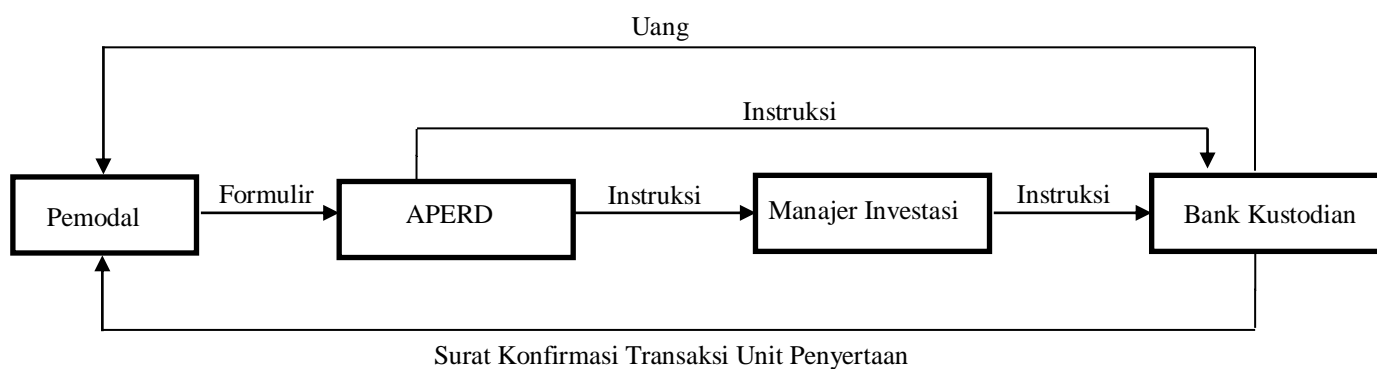 Uang
Instruksi
Pemodal
Formulir
APERD
Instruksi
Manajer Investasi
Instruksi
Bank Kustodian
Surat Konfirmasi Transaksi Unit Penyertaan